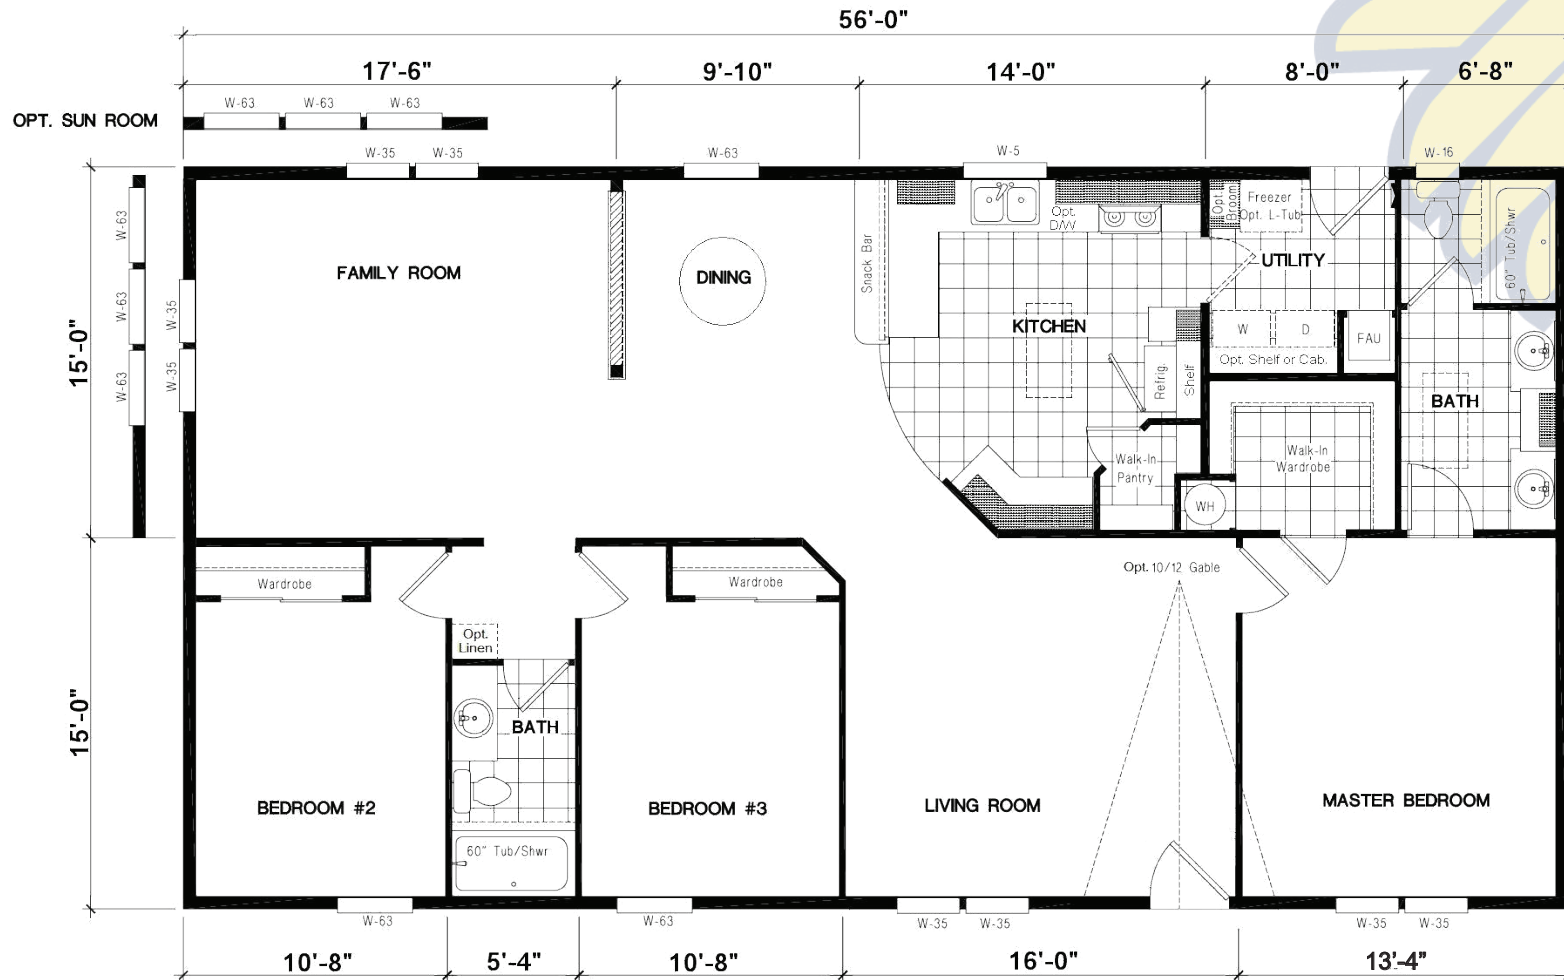 56'-0"
17'-6" 9'-10" 14'-0" 8'-0" 6'-8"
W-63 W-63 W-63
OPT. SUN ROOM
W-35 W-35 W-63 W-5 W-16
W-63
W-63
W-63
W-35
W-35
15'-0"
FAMILY ROOM
DINING
Snack Bar
Opt.
D/W
KITCHEN
Refrig.
Shelf
Opt.
Broom
Freezer
Opt. L-Tub
UTILITY
W D
Opt. Shelf or Cab.
FAU
60" Tub/Shwr
BATH
Walk-In
Wardrobe
Walk-In
Pantry
WH
Opt. 10/12 Gable
Wardrobe
Wardrobe
Opt.
Linen
BATH
60" Tub/Shwr
15'-0"
BEDROOM #2
BEDROOM #3
LIVING ROOM
MASTER BEDROOM
W-63 W-63 W-35 W-35 W-35 W-35
10'-8" 5'-4" 10'-8" 16'-0" 13'-4"